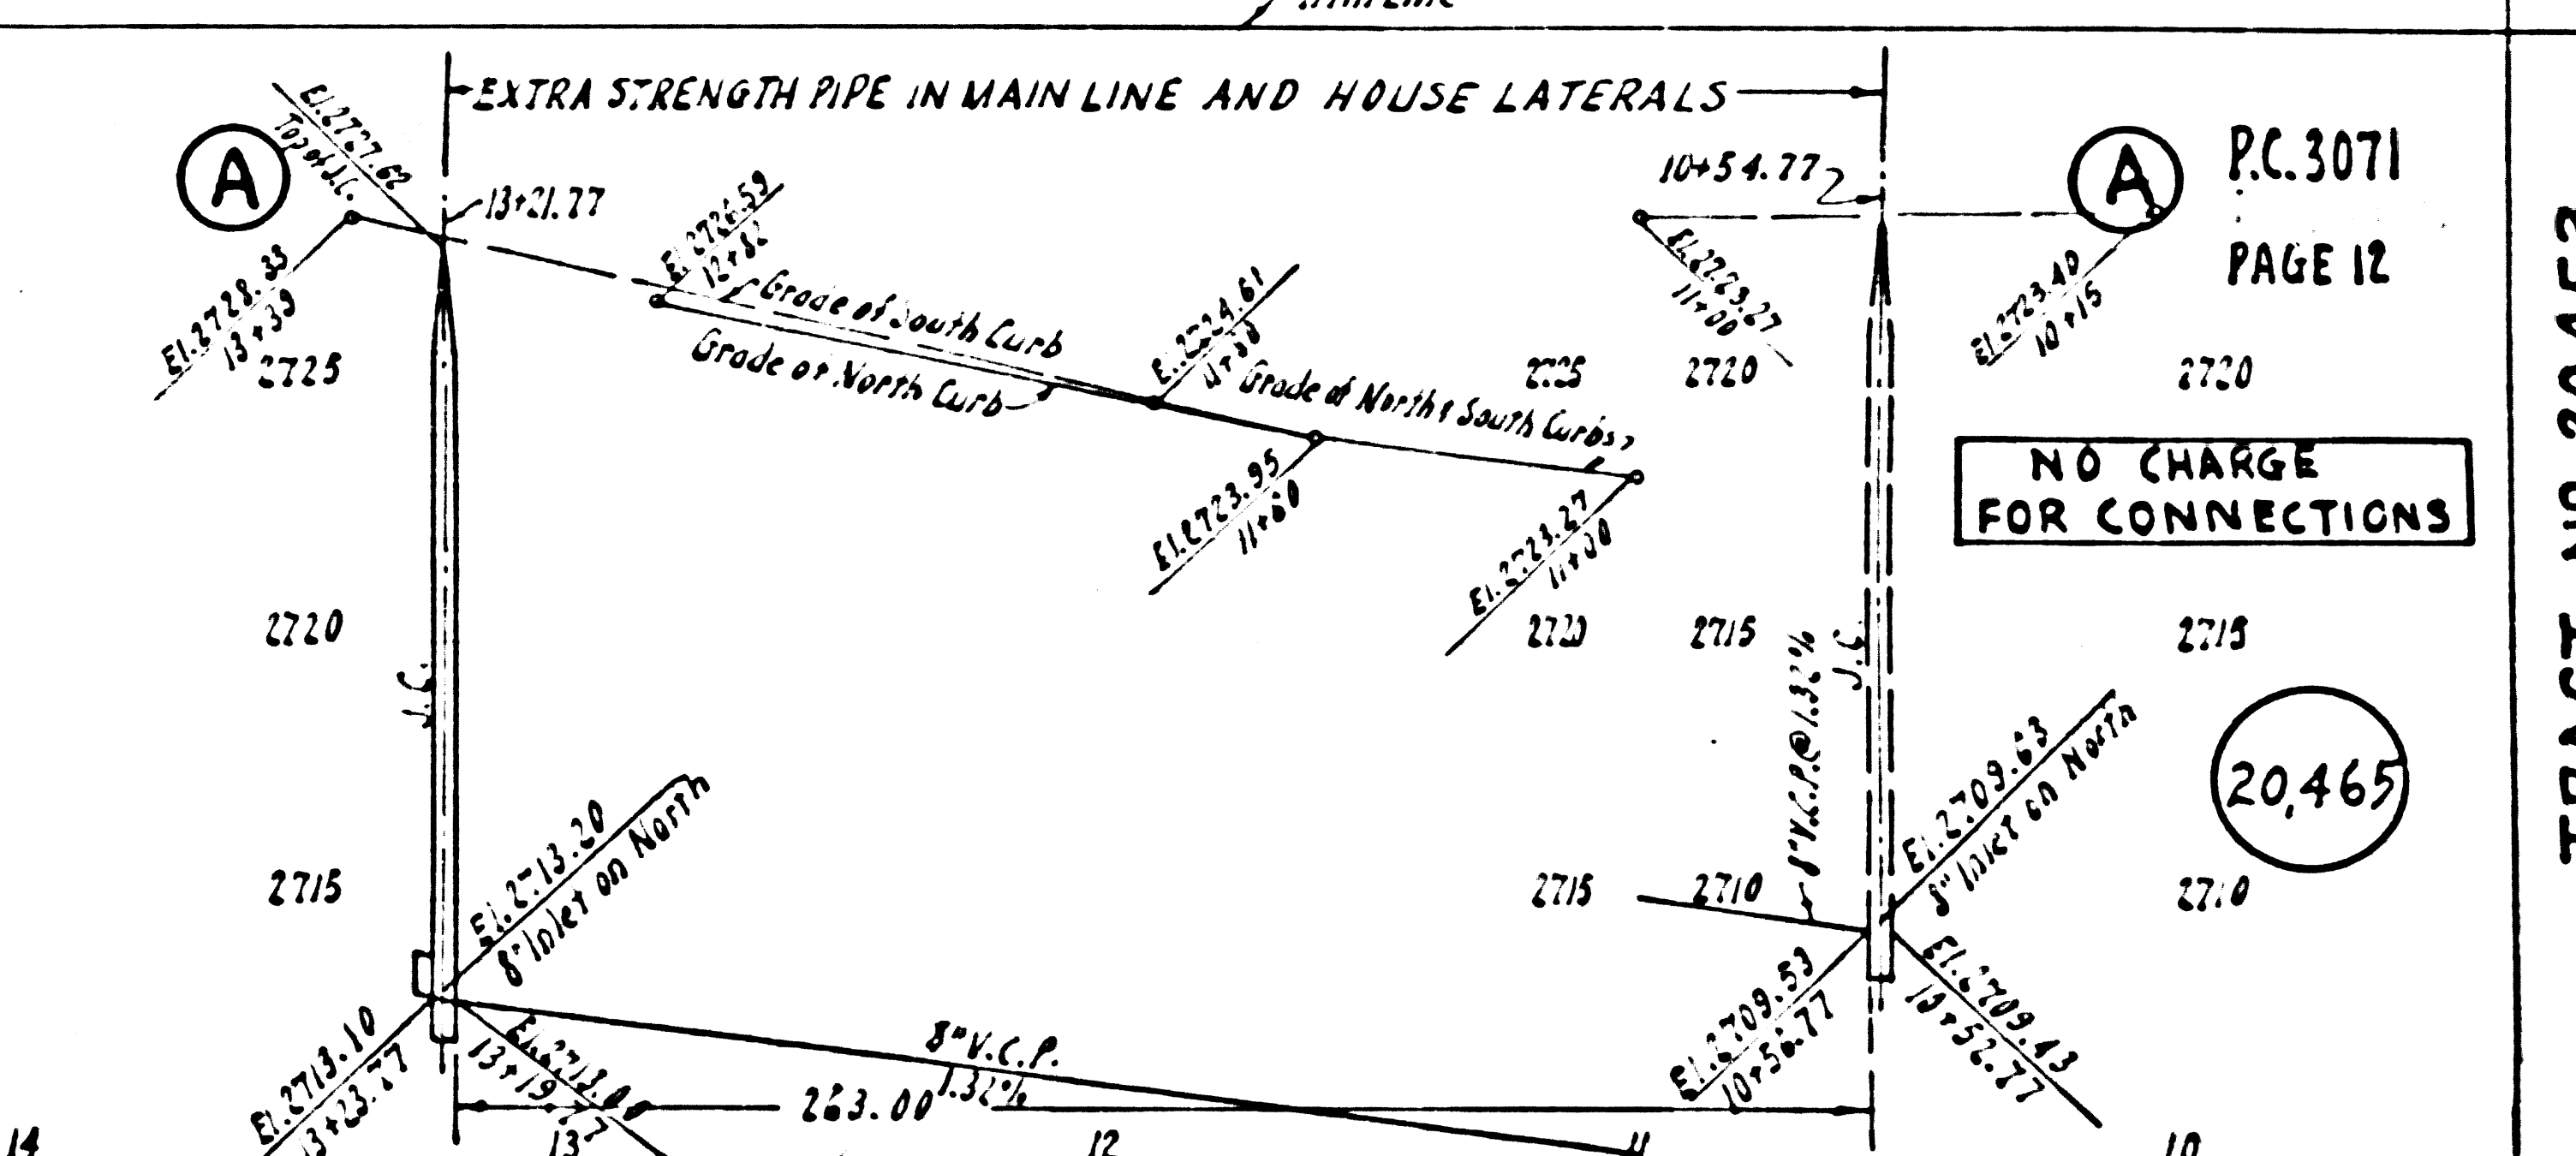 EXTRA STRENGTH PIPE IN MAIN LINE AND HOUSE LATERALS
El. 2727.62
Top of J.C.
A
13+21.77
El. 2728.33
13+39
El. 2726.59
12+82
Grade of South Curb
Grade of North Curb
El. 2724.61
Grade of North & South Curbs
El. 2723.95
11+60
El. 2723.27
11+00
10+54.77
El. 2723.27
11+00
A
El. 2723.40
10+15
P.C. 3071
PAGE 12
2725
2725
2720
2720
NO CHARGE
FOR CONNECTIONS
2720
2720
2715
2715
J.C.
8" V.C.P. @ 1.32%
J.C.
20,465
El. 2713.20
8" Inlet on North
El. 2709.63
8" Inlet on North
2715
2715
2710
2710
El. 2713.10
13+23.77
El. 2713.00
8" V.C.P.
1.32%
263.00
El. 2709.53
10+56.77
El. 2709.43
10+52.77
14
13
12
11
10